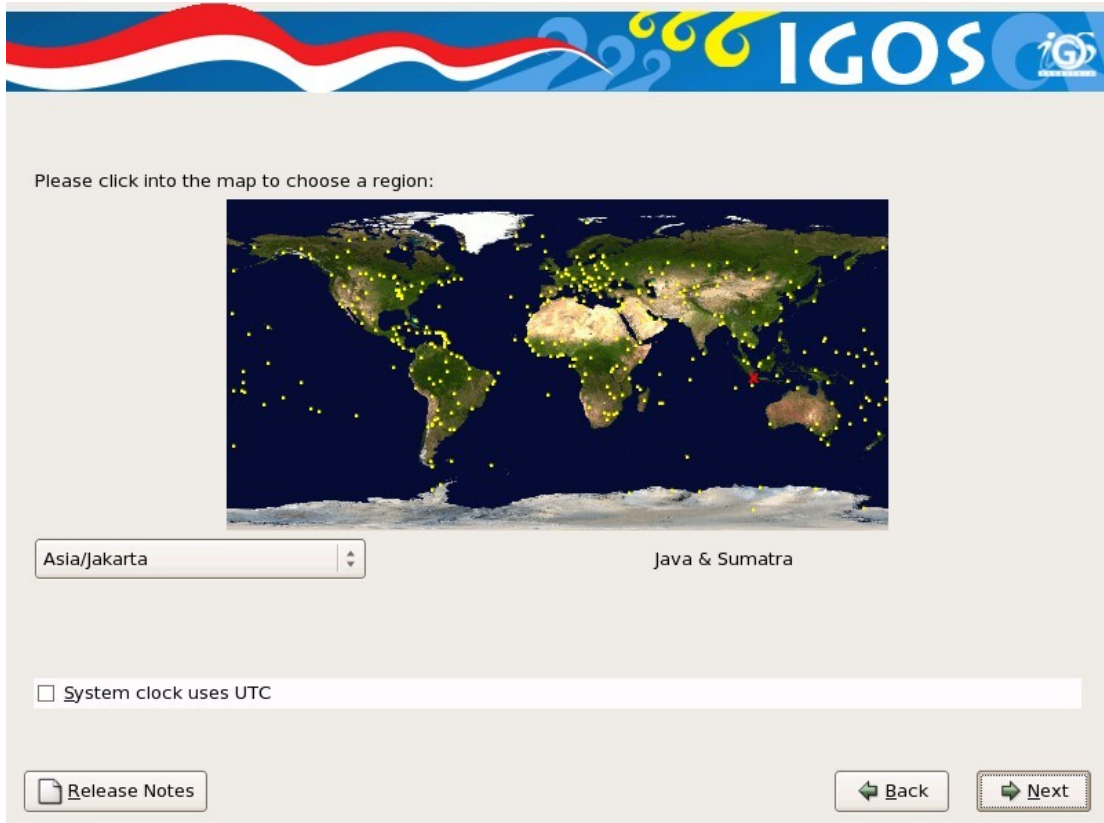 IGOS
Please click into the map to choose a region:
Asia/Jakarta
Java & Sumatra
System clock uses UTC
Release Notes
Back
Next